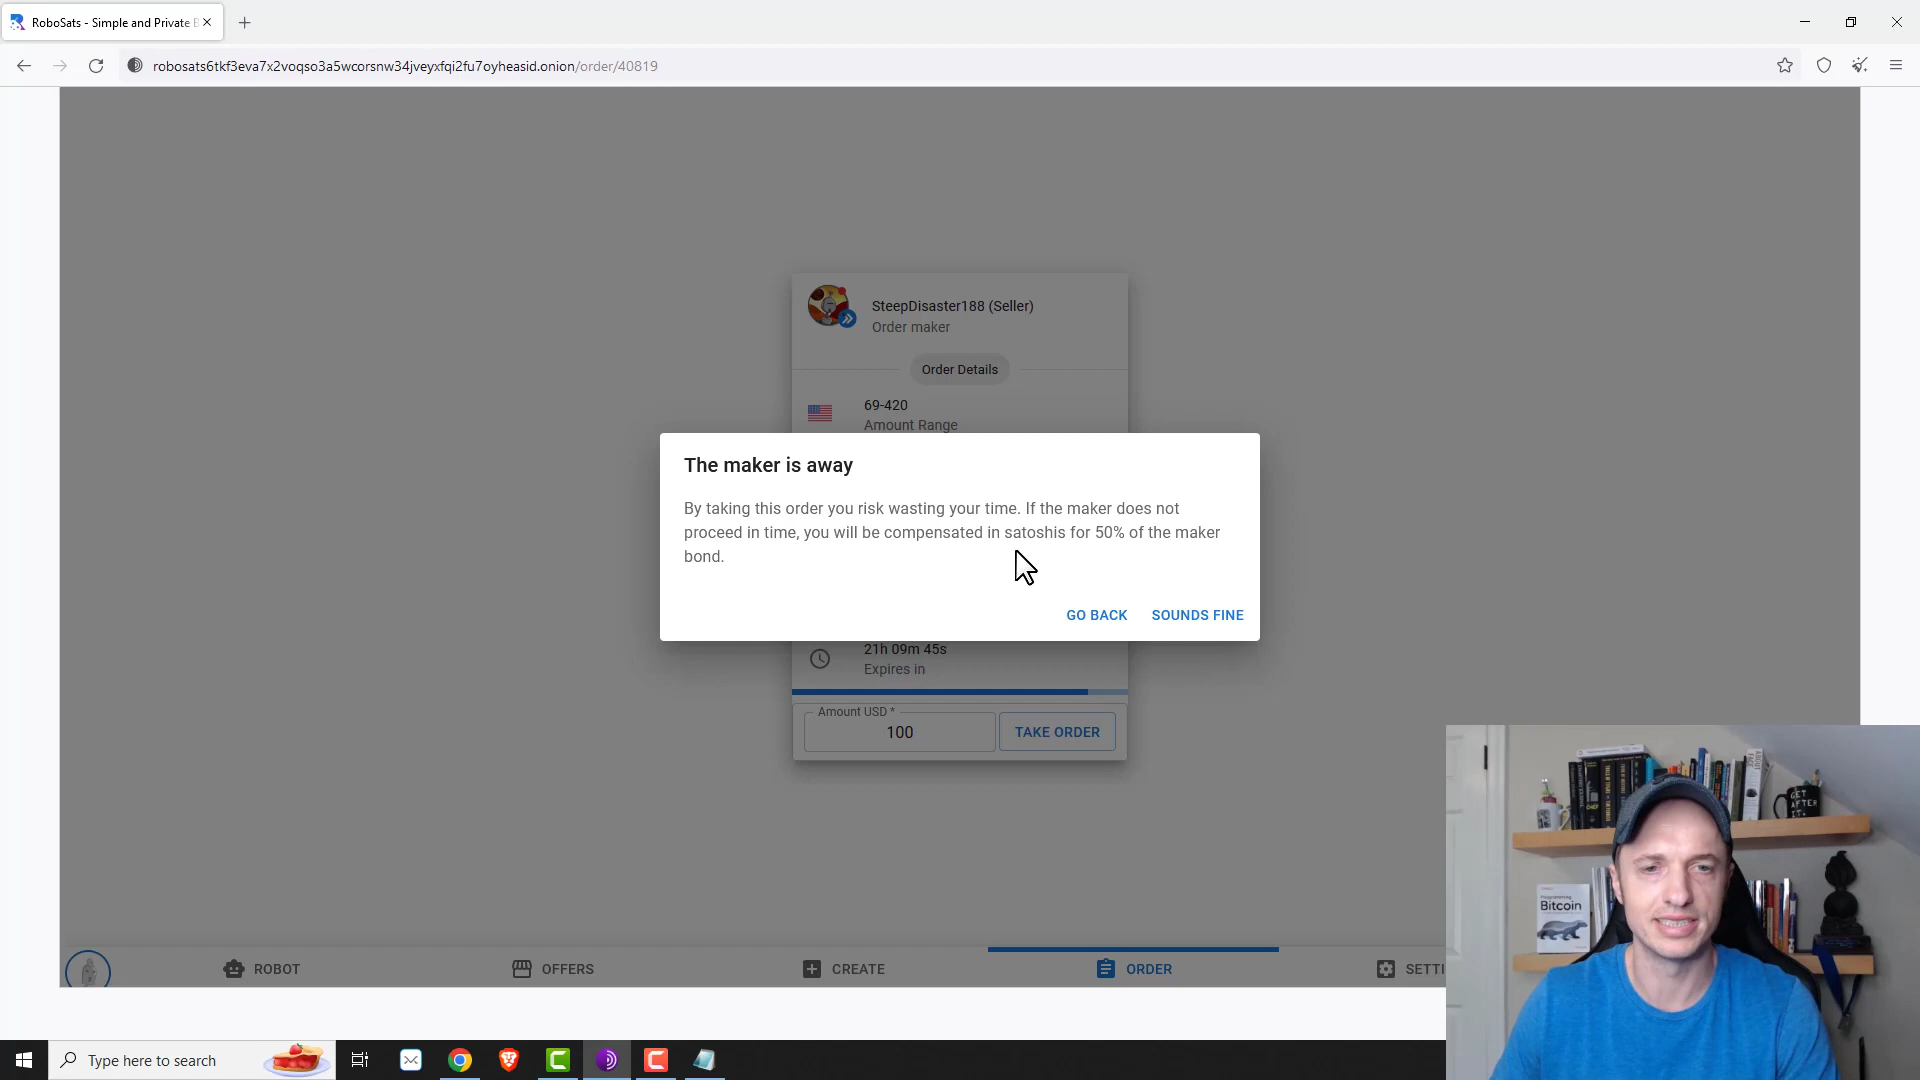 RoboSats - Simple and Private B
robosats6tkf3eva7x2voqso3a5wcorsnw34jveyxfqi2fu7oyheasid.onion/order/40819
SteepDisaster188 (Seller)
Order maker
Order Details
69-420
Amount Range
The maker is away
By taking this order you risk wasting your time. If the maker does not
proceed in time, you will be compensated in satoshis for 50% of the maker
bond.
GO BACK
SOUNDS FINE
21h 09m 45s
Expires in
Amount USD *
100
TAKE ORDER
ROBOT
OFFERS
CREATE
ORDER
SETTI
Type here to search
GET
AFTER
IT.
Bitcoin